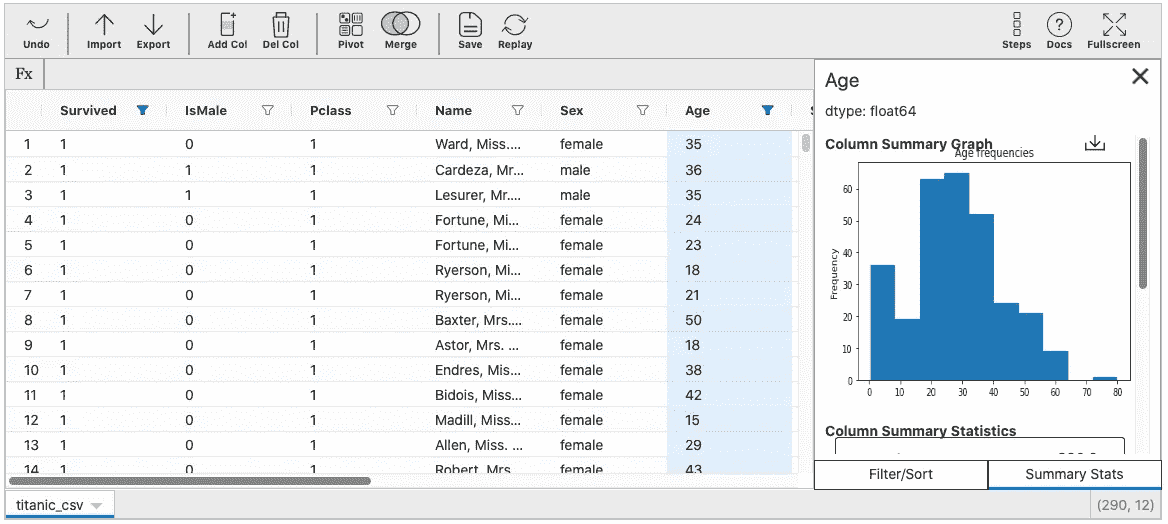 Undo Import Export Add Col Del Col Pivot Merge Save Replay Steps Docs Fullscreen
Fx
Survived IsMale Pclass Name Sex Age
1 1 0 1 Ward, Miss.... female 35
2 1 1 1 Cardeza, Mr... male 36
3 1 1 1 Lesurer, Mr.... male 35
4 1 0 1 Fortune, Mi... female 24
5 1 0 1 Fortune, Mi... female 23
6 1 0 1 Ryerson, Mi... female 18
7 1 0 1 Ryerson, Mi... female 21
8 1 0 1 Baxter, Mrs.... female 50
9 1 0 1 Astor, Mrs. ... female 18
10 1 0 1 Endres, Mis... female 38
11 1 0 1 Bidois, Miss... female 42
12 1 0 1 Madill, Miss... female 15
13 1 0 1 Allen, Miss. ... female 29
14 1 0 1 Robert, Mrs... female 43
Age
dtype: float64
Column Summary Graph
Age frequencies
Frequency
60
50
40
30
20
10
0
0 10 20 30 40 50 60 70 80
Column Summary Statistics
Filter/Sort Summary Stats
titanic_csv (290, 12)